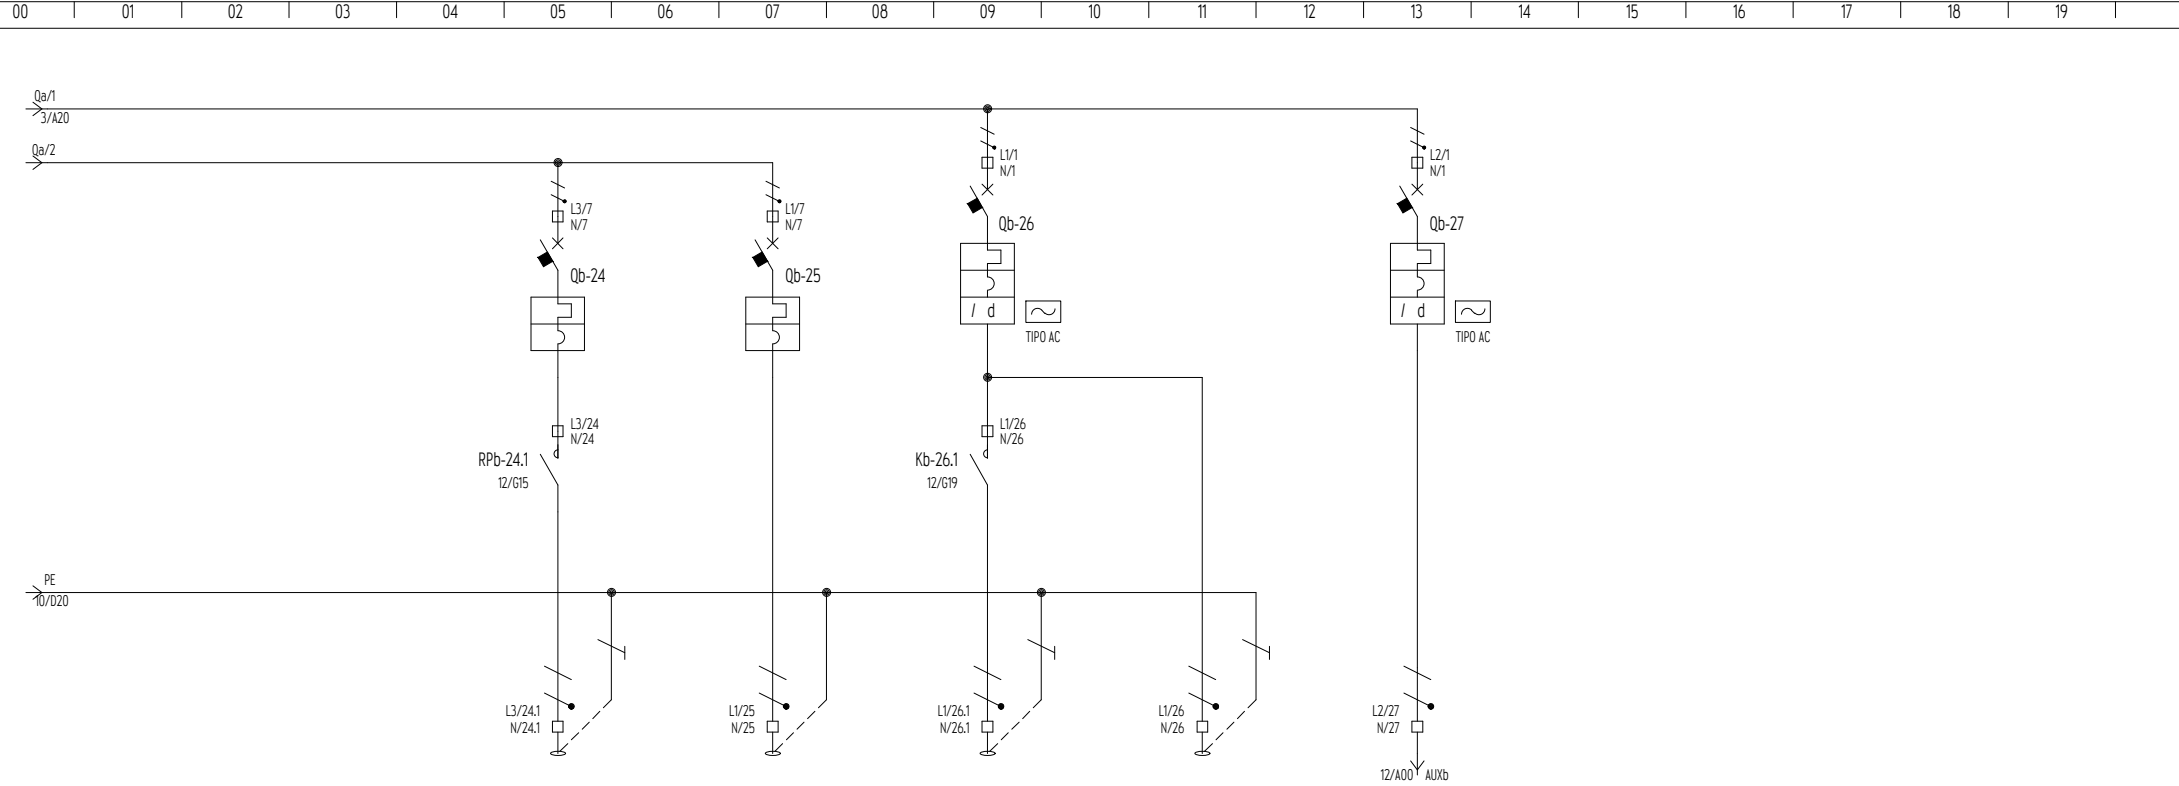 00 01 02 03 04 05 06 07 08 09 10 11 12 13 14 15 16 17 18 19
Qa/1
3/A20
Qa/2
L1/1
N/1
L2/1
N/1
L3/7
N/7
L1/7
N/7
Qb-26
Qb-27
Qb-24
Qb-25
I d
I d
TIPO AC
TIPO AC
L3/24
N/24
L1/26
N/26
RPb-24.1
12/G15
Kb-26.1
12/G19
PE
10/D20
L3/24.1
N/24.1
L1/25
N/25
L1/26.1
N/26.1
L1/26
N/26
L2/27
N/27
12/A00 AUXb